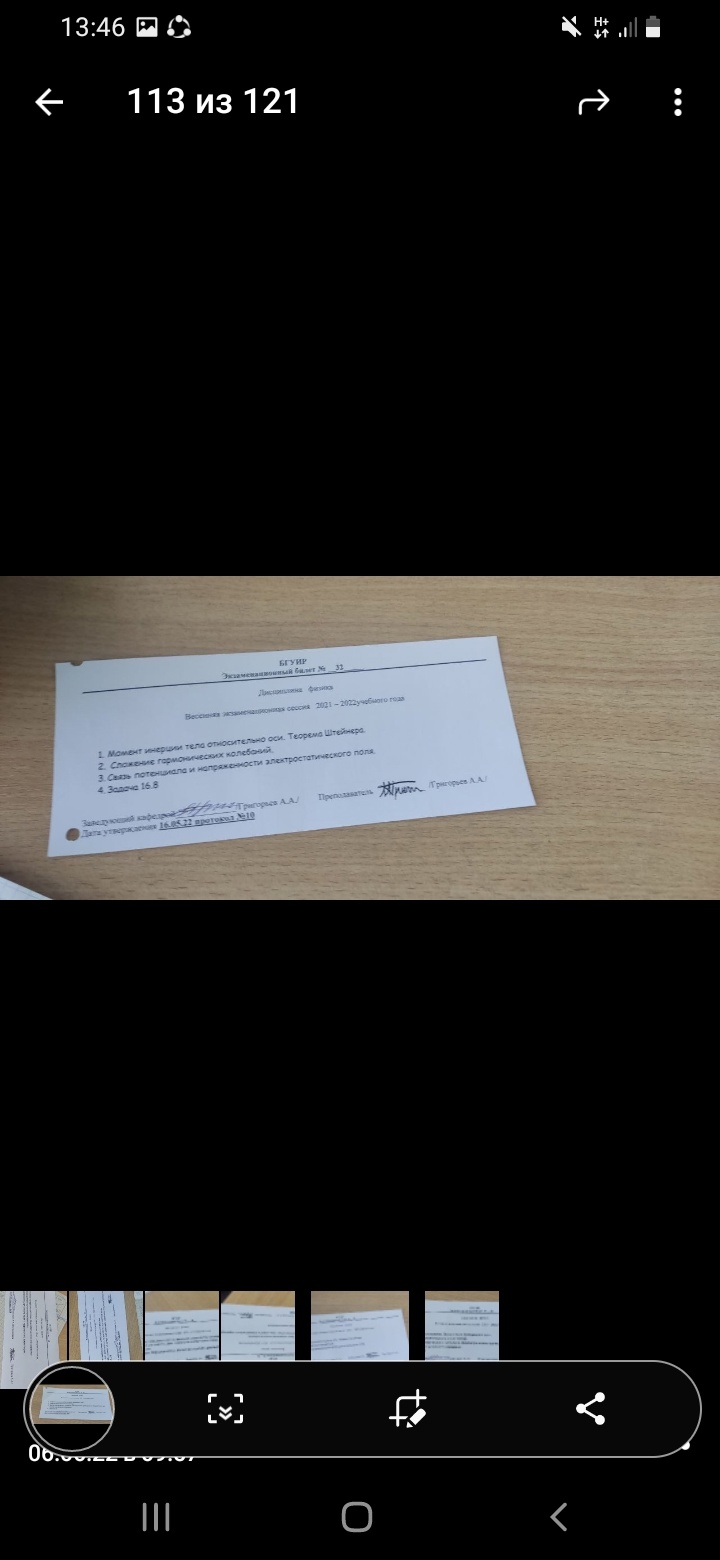 13:46
H+
113 из 121
БГУИР
Экзаменационный билет № 32
Дисциплина физика
Весенняя экзаменационная сессия 2021 – 2022учебного года
1. Момент инерции тела относительно оси. Теорема Штейнера.
2. Сложение гармонических колебаний.
3. Связь потенциала и напряженности электростатического поля.
4. Задача 16.8
Заведующий кафедрой /Григорьев А.А./ Преподаватель /Григорьев А.А./
Дата утверждения 16.05.22 протокол №10